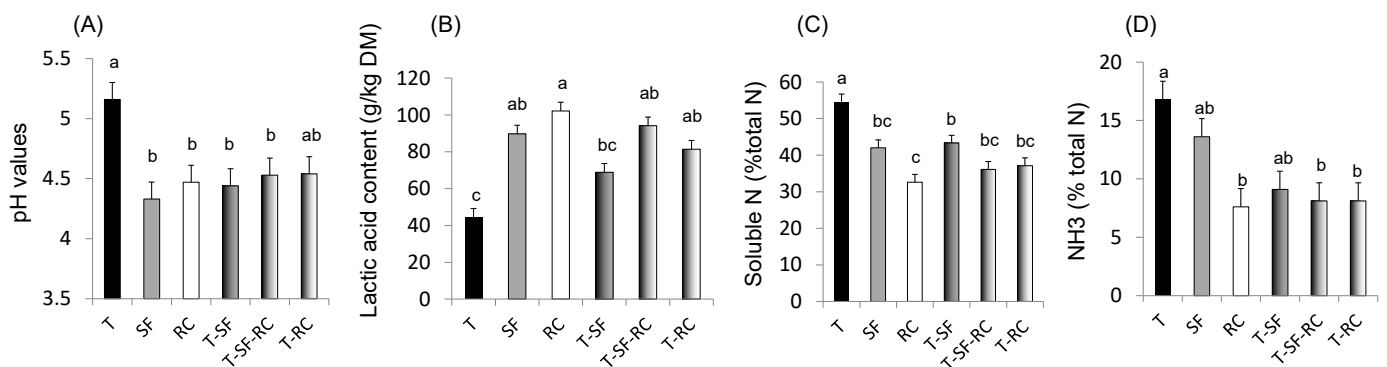 (A)
pH values
5.5
5
4.5
4
3.5
a
b
b
b
b
ab
T
SF
RC
T-SF
T-SF-RC
T-RC
(B)
Lactic acid content (g/kg DM)
120
100
80
60
40
20
0
c
ab
a
bc
ab
ab
T
SF
RC
T-SF
T-SF-RC
T-RC
(C)
Soluble N (%total N)
60
50
40
30
20
10
0
a
bc
c
b
bc
bc
T
SF
RC
T-SF
T-SF-RC
T-RC
(D)
NH3 (% total N)
20
15
10
5
0
a
ab
b
ab
b
b
T
SF
RC
T-SF
T-SF-RC
T-RC